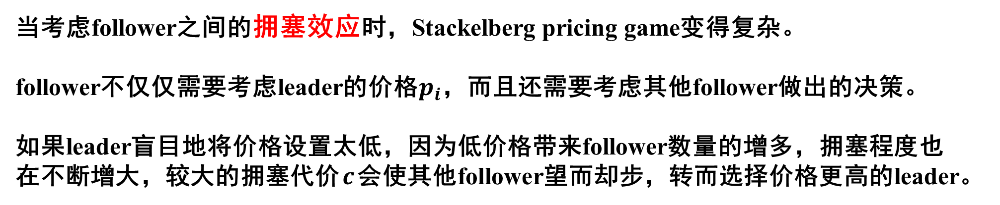 当考虑follower之间的拥塞效应时，Stackelberg pricing game变得复杂。
follower不仅仅需要考虑leader的价格pᵢ，而且还需要考虑其他follower做出的决策。
如果leader盲目地将价格设置太低，因为低价格带来follower数量的增多，拥塞程度也
在不断增大，较大的拥塞代价c会使其他follower望而却步，转而选择价格更高的leader。